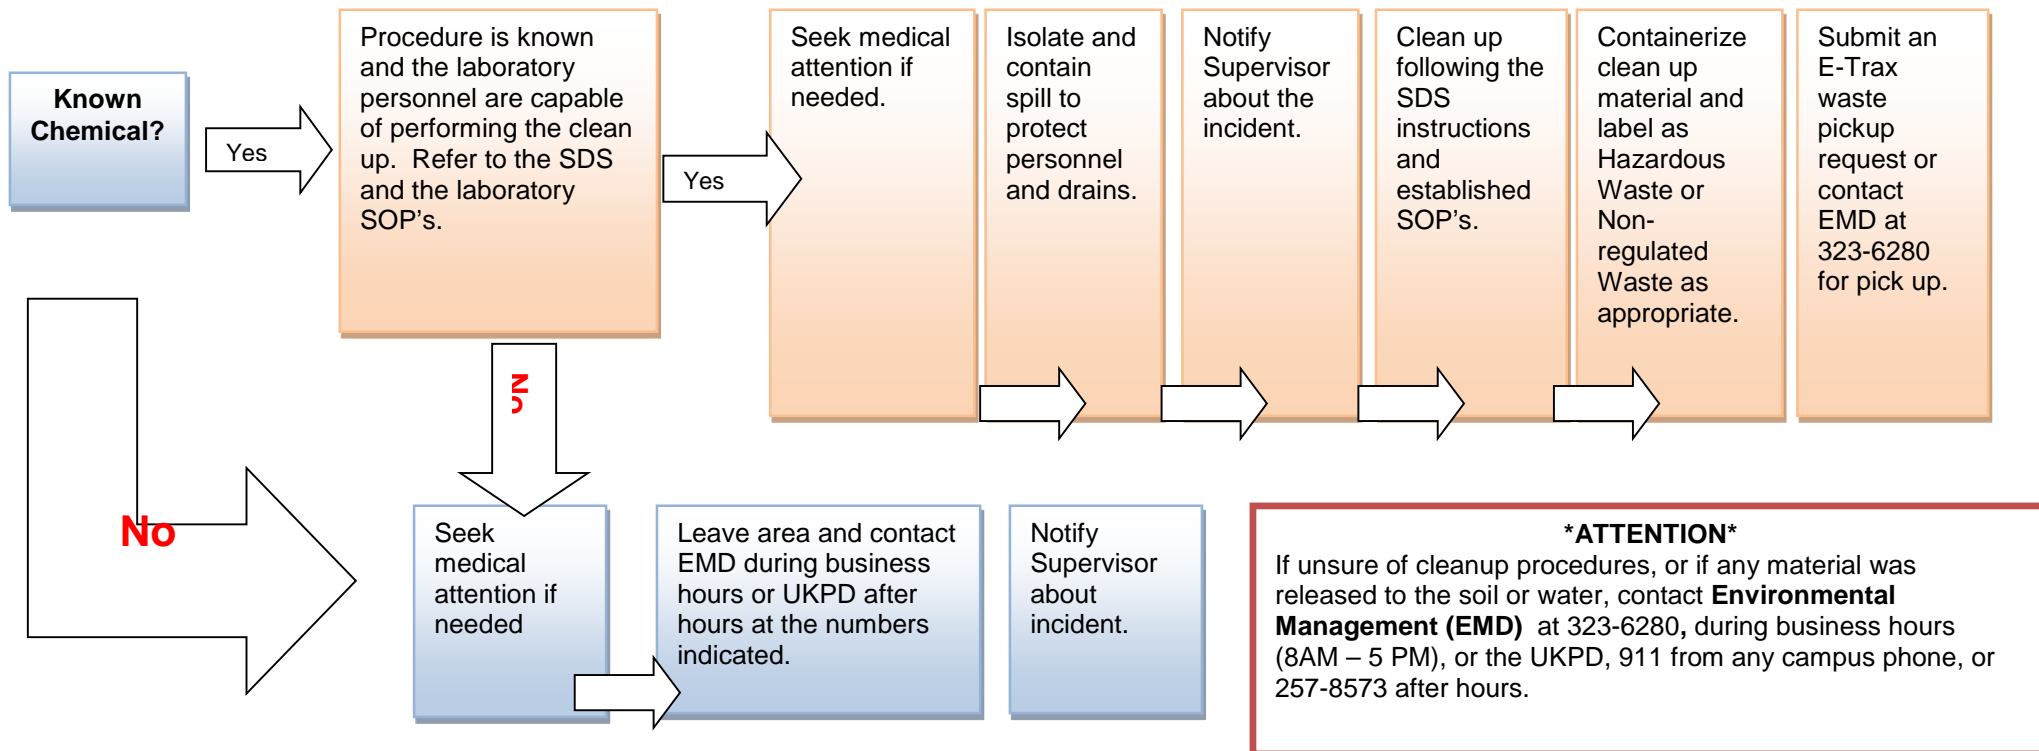 Known
Chemical?
Yes
Procedure is known
and the laboratory
personnel are capable
of performing the clean
up.  Refer to the SDS
and the laboratory
SOP’s.
Yes
Seek medical
attention if
needed.
Isolate and
contain
spill to
protect
personnel
and drains.
Notify
Supervisor
about the
incident.
Clean up
following the
SDS
instructions
and
established
SOP’s.
Containerize
clean up
material and
label as
Hazardous
Waste or
Non-
regulated
Waste as
appropriate.
Submit an
E-Trax
waste
pickup
request or
contact
EMD at
323-6280
for pick up.
No
No
Seek
medical
attention if
needed
Leave area and contact
EMD during business
hours or UKPD after
hours at the numbers
indicated.
Notify
Supervisor
about
incident.
*ATTENTION*
If unsure of cleanup procedures, or if any material was
released to the soil or water, contact Environmental
Management (EMD)  at 323-6280, during business hours
(8AM – 5 PM), or the UKPD, 911 from any campus phone, or
257-8573 after hours.